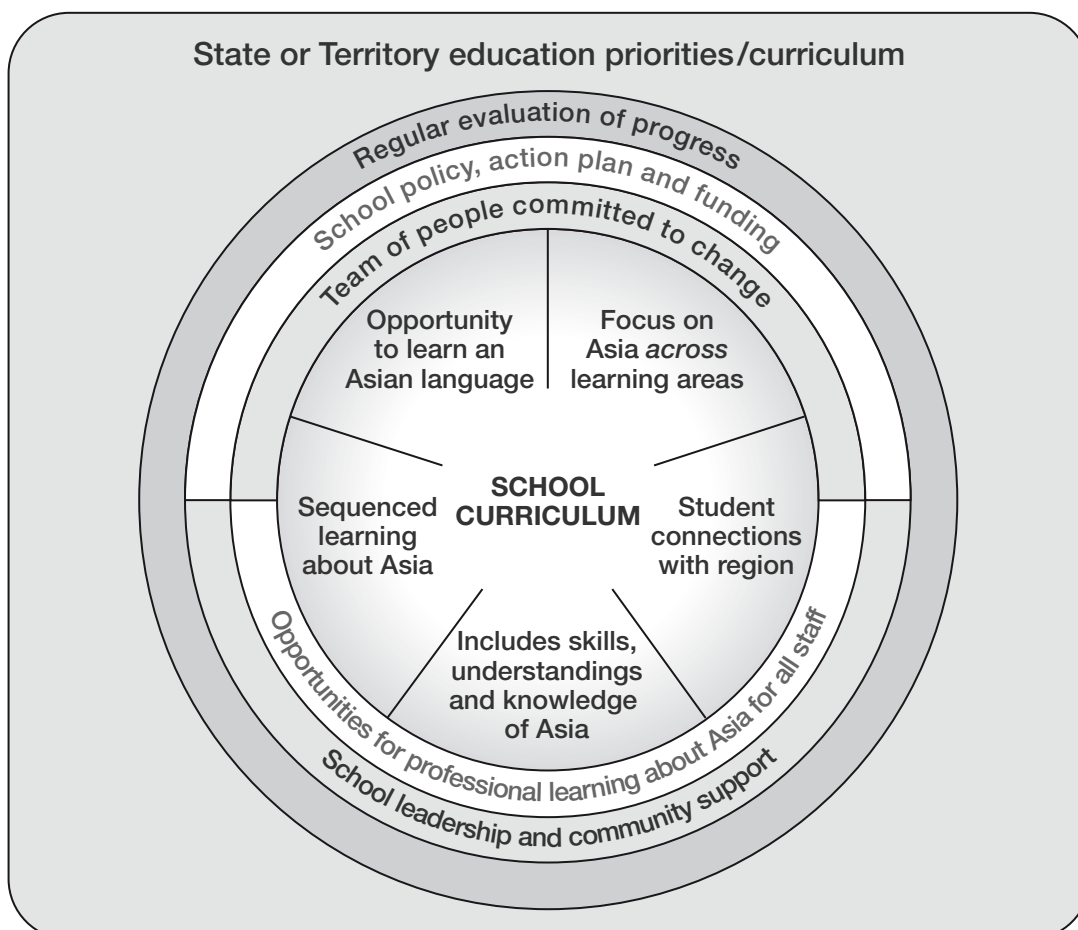 State or Territory education priorities/curriculum
Regular evaluation of progress
School policy, action plan and funding
Team of people committed to change
Opportunity
to learn an
Asian language
Focus on
Asia across
learning areas
Sequenced
learning
about Asia
SCHOOL
CURRICULUM
Student
connections
with region
Includes skills,
understandings
and knowledge
of Asia
Opportunities for professional learning about Asia for all staff
School leadership and community support